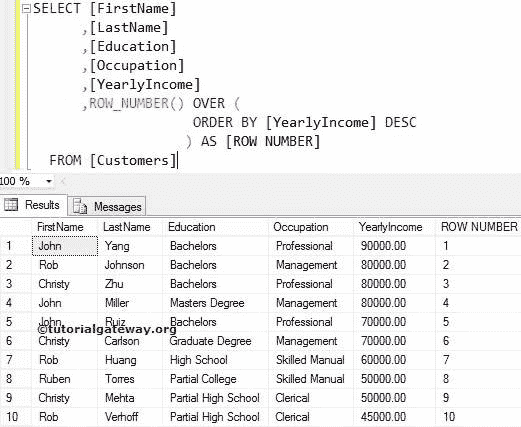 SELECT [FirstName]
,[LastName]
,[Education]
,[Occupation]
,[YearlyIncome]
,ROW_NUMBER() OVER (
ORDER BY [YearlyIncome] DESC
) AS [ROW NUMBER]
FROM [Customers]
100 %
Results Messages
FirstName LastName Education Occupation YearlyIncome ROW NUMBER
1 John Yang Bachelors Professional 90000.00 1
2 Rob Johnson Bachelors Management 80000.00 2
3 Christy Zhu Bachelors Professional 80000.00 3
4 John Miller Masters Degree Management 80000.00 4
5 John Ruiz Bachelors Professional 70000.00 5
©tutorialgateway.org
6 Christy Carlson Graduate Degree Management 70000.00 6
7 Rob Huang High School Skilled Manual 60000.00 7
8 Ruben Torres Partial College Skilled Manual 50000.00 8
9 Christy Mehta Partial High School Clerical 50000.00 9
10 Rob Verhoff Partial High School Clerical 45000.00 10